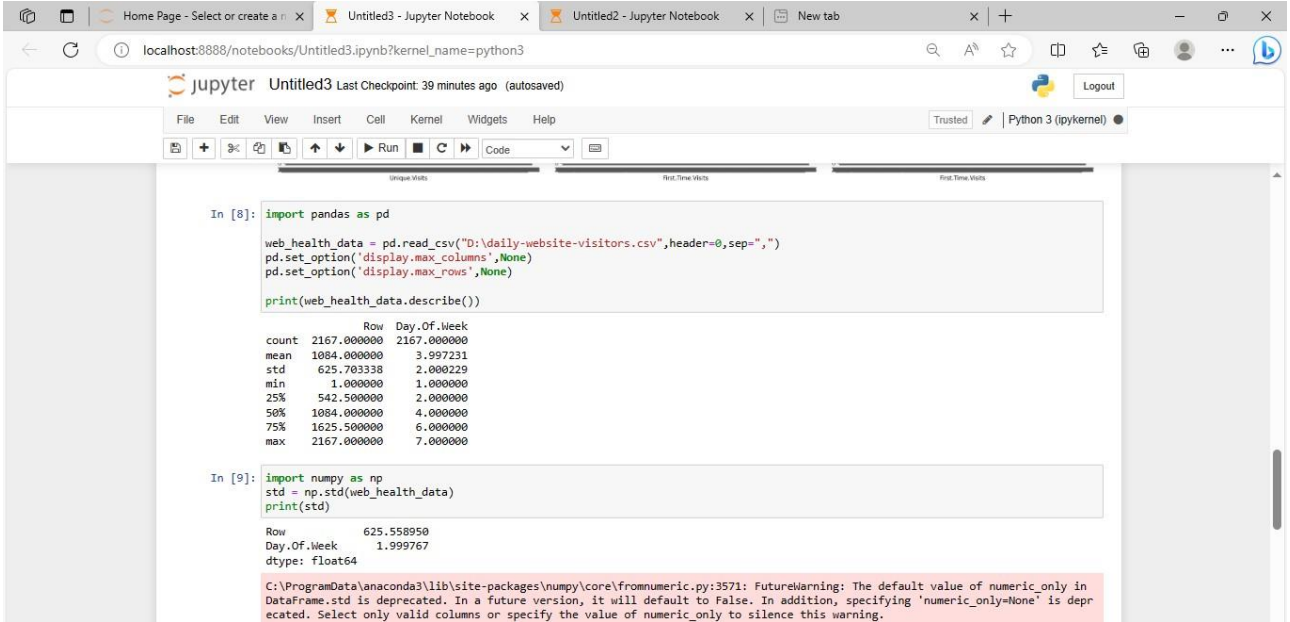 Home Page - Select or create a n
Untitled3 - Jupyter Notebook
Untitled2 - Jupyter Notebook
New tab
localhost:8888/notebooks/Untitled3.ipynb?kernel_name=python3
jupyter Untitled3 Last Checkpoint: 39 minutes ago (autosaved)
Logout
File Edit View Insert Cell Kernel Widgets Help
Trusted Python 3 (ipykernel)
Run Code
Unique.Visits First.Time.Visits First.Time.Visits
In [8]: import pandas as pd
web_health_data = pd.read_csv("D:\daily-website-visitors.csv",header=0,sep=",")
pd.set_option('display.max_columns',None)
pd.set_option('display.max_rows',None)
print(web_health_data.describe())
Row Day.Of.Week
count 2167.000000 2167.000000
mean 1084.000000 3.997231
std 625.703338 2.000229
min 1.000000 1.000000
25% 542.500000 2.000000
50% 1084.000000 4.000000
75% 1625.500000 6.000000
max 2167.000000 7.000000
In [9]: import numpy as np
std = np.std(web_health_data)
print(std)
Row 625.558950
Day.Of.Week 1.999767
dtype: float64
C:\ProgramData\anaconda3\lib\site-packages\numpy\core\fromnumeric.py:3571: FutureWarning: The default value of numeric_only in
DataFrame.std is deprecated. In a future version, it will default to False. In addition, specifying 'numeric_only=None' is depr
ecated. Select only valid columns or specify the value of numeric_only to silence this warning.